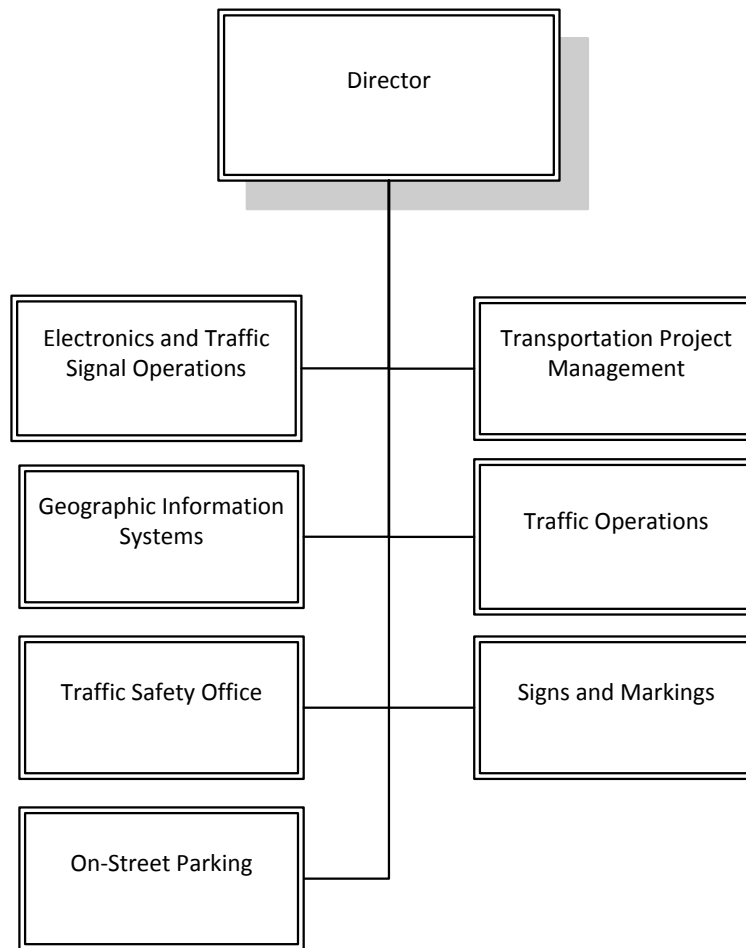 Director
Electronics and Traffic
Signal Operations
Transportation Project
Management
Geographic Information
Systems
Traffic Operations
Traffic Safety Office
Signs and Markings
On-Street Parking